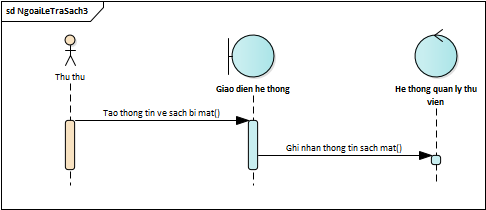 sd NgoaiLeTraSach3
Thu thu
Giao dien he thong
He thong quan ly thu
vien
Tao thong tin ve sach bi mat()
Ghi nhan thong tin sach mat()